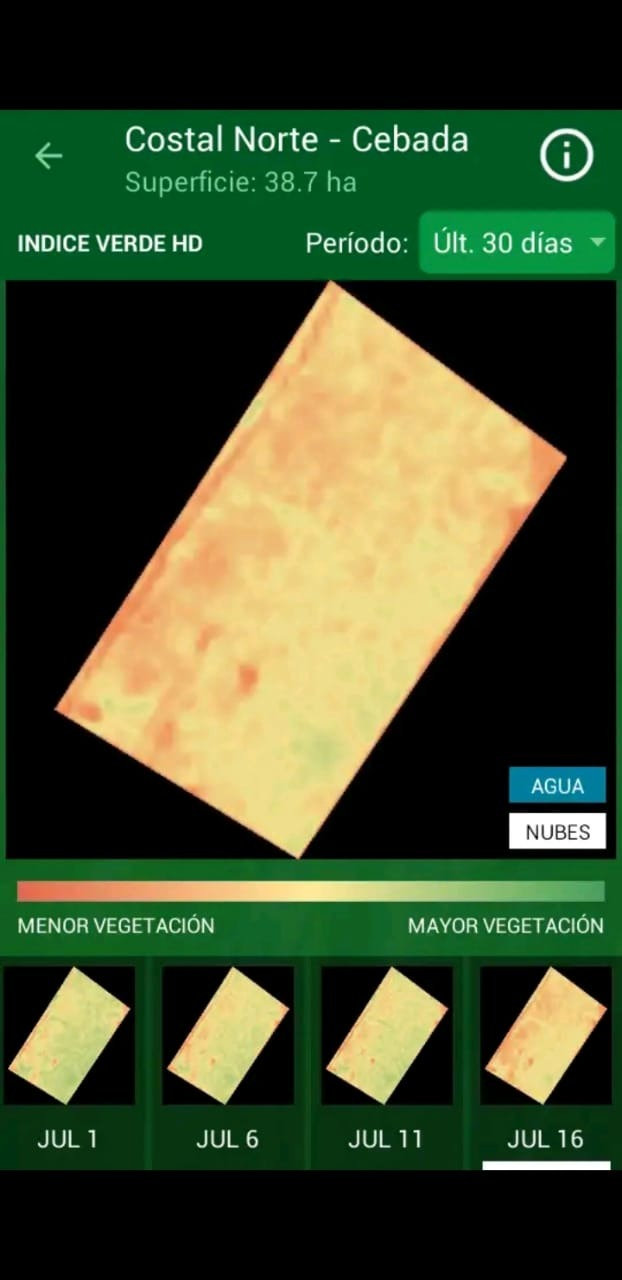 Costal Norte - Cebada
Superficie: 38.7 ha
INDICE VERDE HD
Período:
Últ. 30 días
AGUA
NUBES
MENOR VEGETACIÓN
MAYOR VEGETACIÓN
JUL 1
JUL 6
JUL 11
JUL 16